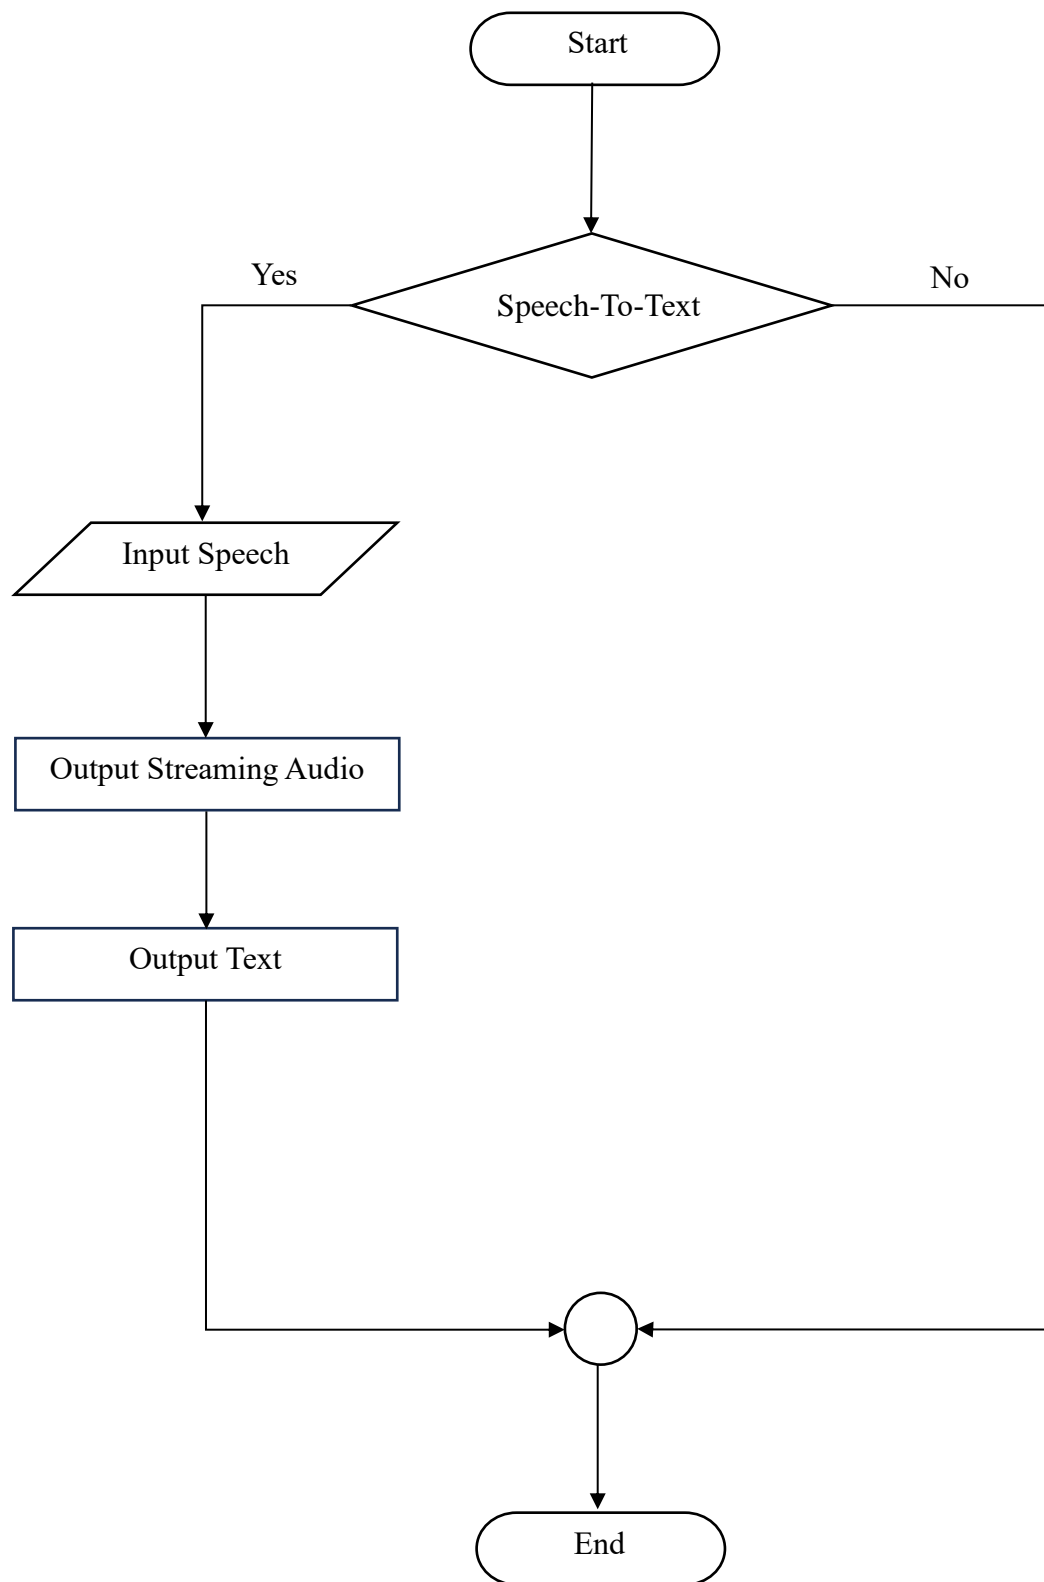 Start
Yes
No
Speech-To-Text
Input Speech
Output Streaming Audio
Output Text
End